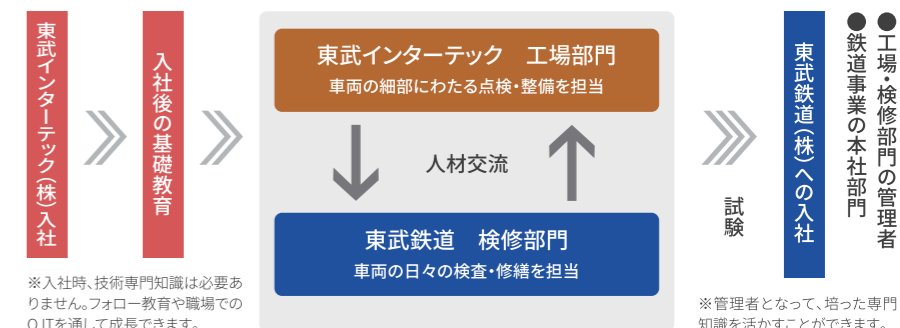 東武インターテック(株)入社
入社後の基礎教育
東武インターテック　工場部門
車両の細部にわたる点検・整備を担当
人材交流
東武鉄道　検修部門
車両の日々の検査・修繕を担当
試験
東武鉄道(株)への入社
●工場・検修部門の管理者
●鉄道事業の本社部門
※入社時、技術専門知識は必要あ
りません。フォロー教育や職場での
OJTを通して成長できます。
※管理者となって、培った専門
知識を活かすことができます。